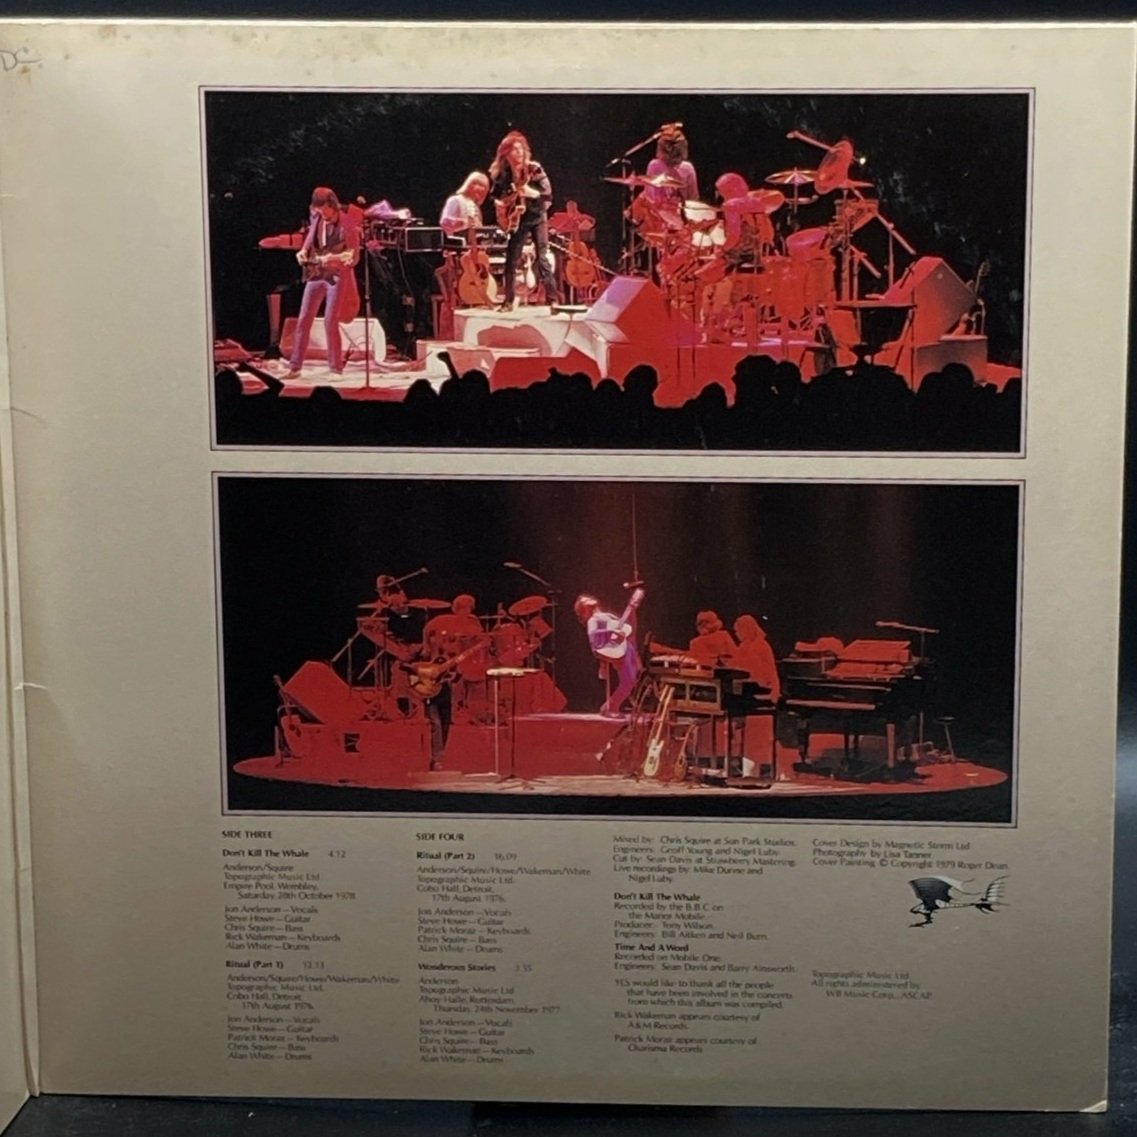 DC
SIDE THREE
Don't Kill The Whale 4.12
Anderson/Squire
Topographic Music Ltd.
Empire Pool, Wembley,
Saturday, 28th October 1978.
Jon Anderson—Vocals
Steve Howe—Guitar
Chris Squire—Bass
Rick Wakeman—Keyboards
Alan White—Drums
Ritual (Part 1) 12.13
Anderson/Squire/Howe/Wakeman/White
Topographic Music Ltd.
Cobo Hall, Detroit,
17th August 1976.
Jon Anderson—Vocals
Steve Howe—Guitar
Patrick Moraz—Keyboards
Chris Squire—Bass
Alan White—Drums
SIDE FOUR
Ritual (Part 2) 16.09
Anderson/Squire/Howe/Wakeman/White
Topographic Music Ltd.
Cobo Hall, Detroit,
17th August 1976.
Jon Anderson—Vocals
Steve Howe—Guitar
Patrick Moraz—Keyboards
Chris Squire—Bass
Alan White—Drums
Wonderous Stories 3.55
Anderson
Topographic Music Ltd
Ahoy Halle, Rotterdam,
Thursday, 24th November 1977
Jon Anderson—Vocals
Steve Howe—Guitar
Chris Squire—Bass
Rick Wakeman—Keyboards
Alan White—Drums
Mixed by: Chris Squire at Sun Park Studios.
Engineers: Geoff Young and Nigel Luby.
Cut by: Sean Davis at Strawberry Mastering.
Live recordings by: Mike Dunne and
Nigel Luby.
Don't Kill The Whale
Recorded by the B.B.C on
the Manor Mobile.
Producer: Tony Wilson.
Engineers: Bill Aitken and Neil Burn.
Time And A Word
Recorded on Mobile One.
Engineers: Sean Davis and Barry Ainsworth.
YES would like to thank all the people
that have been involved in the concerts
from which this album was compiled.
Rick Wakeman appears courtesy of
A&M Records.
Patrick Moraz appears courtesy of
Charisma Records
Cover Design by Magnetic Storm Ltd
Photography by Lisa Tanner
Cover Painting © Copyright 1979 Roger Dean
Topographic Music Ltd
All rights administered by
WB Music Corp., ASCAP.